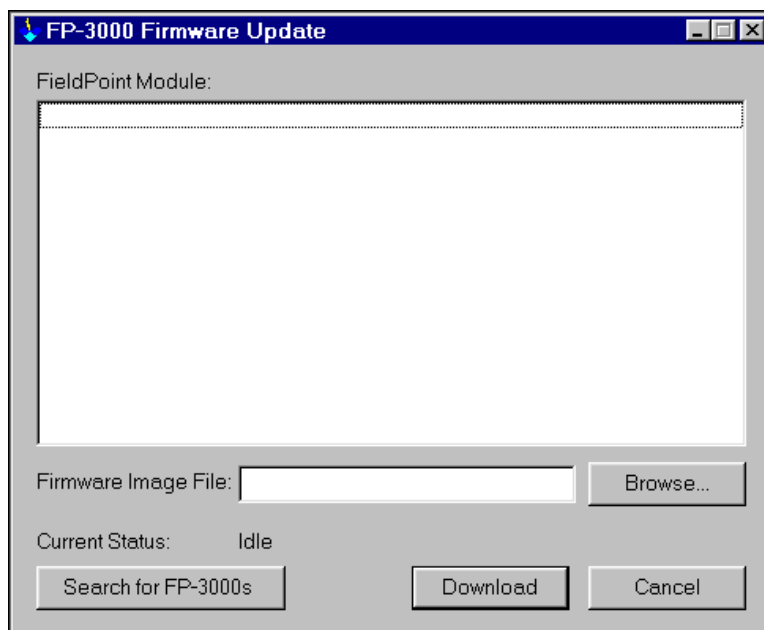 FP-3000 Firmware Update
FieldPoint Module:
Firmware Image File:
Browse...
Current Status: Idle
Search for FP-3000s
Download
Cancel